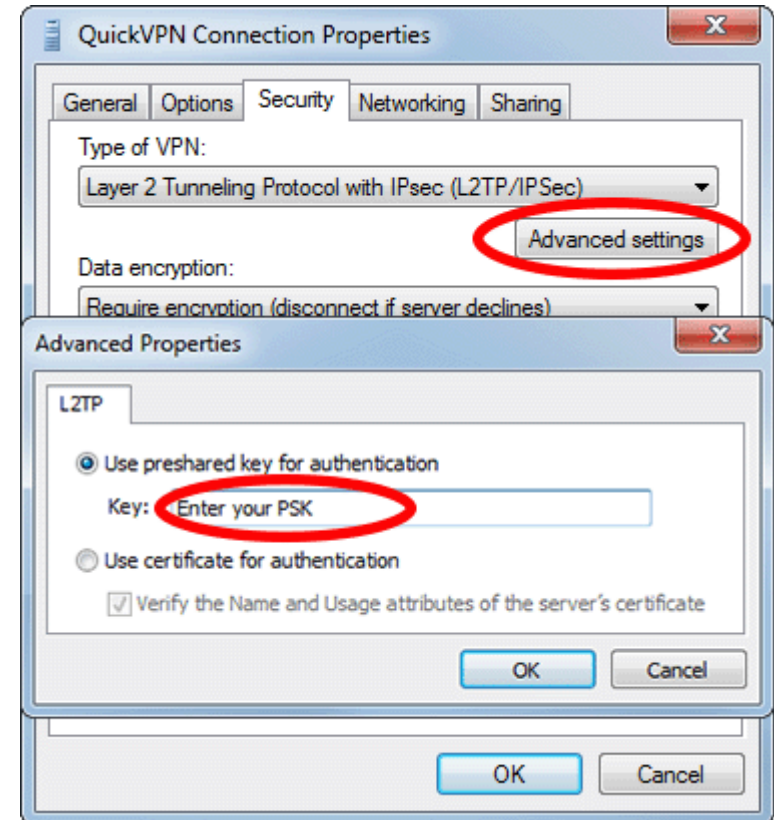 QuickVPN Connection Properties
General Options Security Networking Sharing
Type of VPN:
Layer 2 Tunneling Protocol with IPsec (L2TP/IPSec)
Advanced settings
Data encryption:
Require encryption (disconnect if server declines)
Advanced Properties
L2TP
Use preshared key for authentication
Key: Enter your PSK
Use certificate for authentication
Verify the Name and Usage attributes of the server's certificate
OK Cancel
OK Cancel